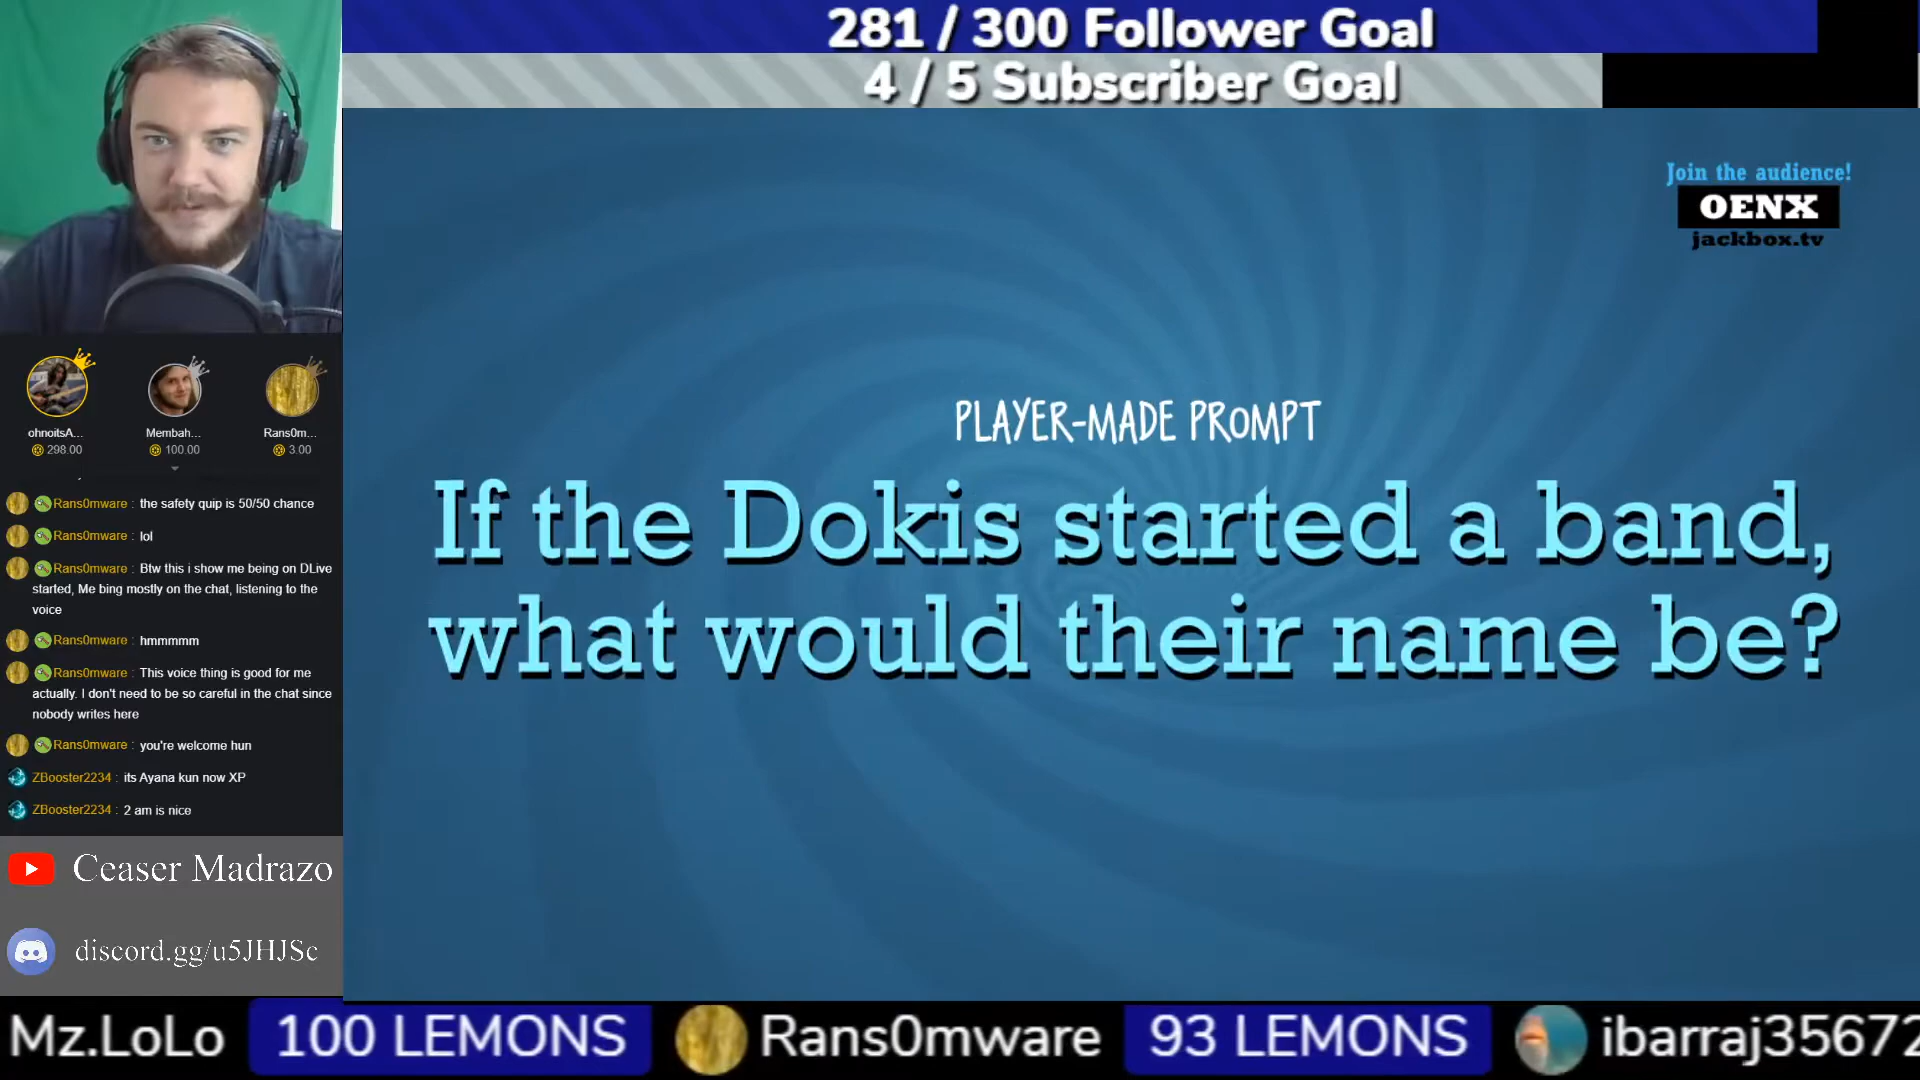 281 / 300 Follower Goal
4 / 5 Subscriber Goal
Join the audience!
OENX
jackbox.tv
PLAYER-MADE PROMPT
If the Dokis started a band,
what would their name be?
ohnoitsA...
Membah...
Rans0m...
298.00
100.00
3.00
Rans0mware : the safety quip is 50/50 chance
Rans0mware : lol
Rans0mware : Btw this i show me being on DLive
started, Me bing mostly on the chat, listening to the
voice
Rans0mware : hmmmmm
Rans0mware : This voice thing is good for me
actually. I don't need to be so careful in the chat since
nobody writes here
Rans0mware : you're welcome hun
ZBooster2234 : its Ayana kun now XP
ZBooster2234 : 2 am is nice
Ceaser Madrazo
discord.gg/u5JHJSc
Mz.LoLo 100 LEMONS Rans0mware 93 LEMONS ibarraj35672